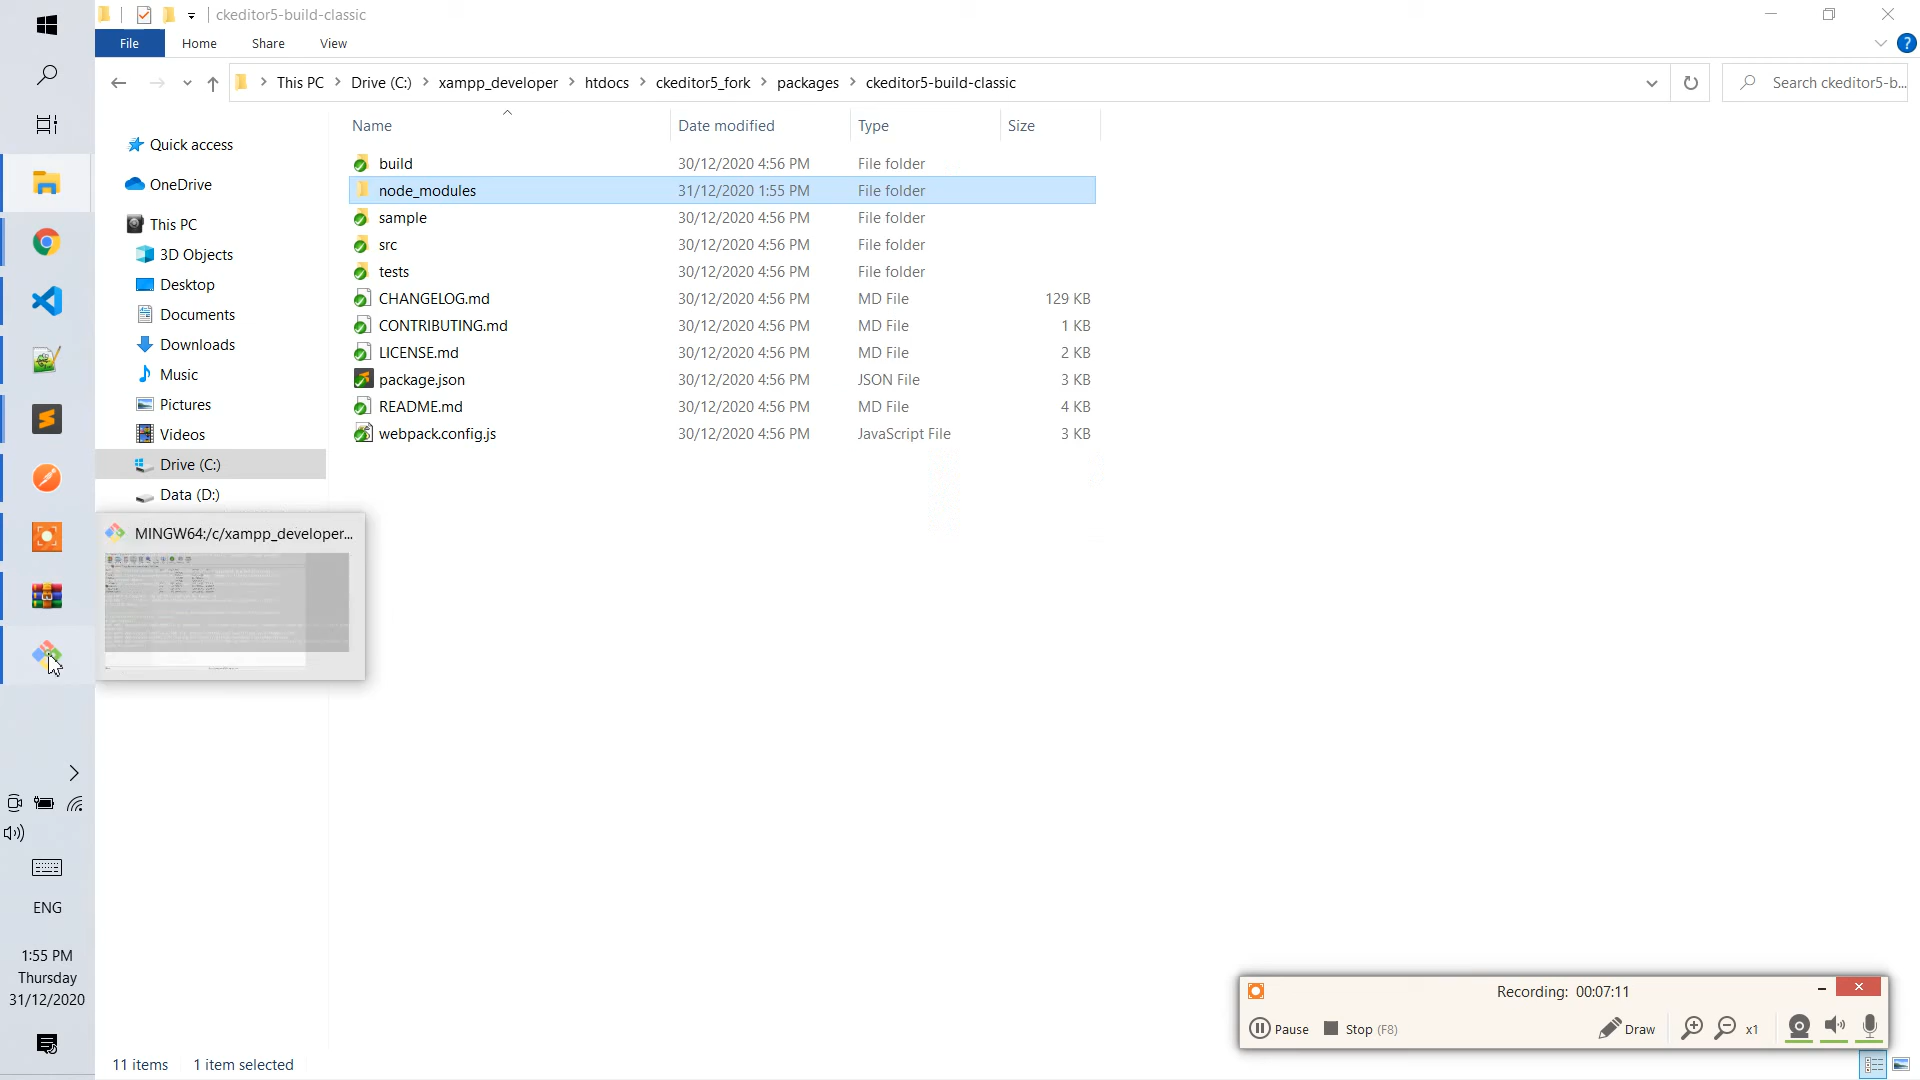 ckeditor5-build-classic
File Home Share View
This PC Drive (C:) xampp_developer htdocs ckeditor5_fork packages ckeditor5-build-classic
Search ckeditor5-b...
Name Date modified Type Size
Quick access
OneDrive
This PC
3D Objects
Desktop
Documents
Downloads
Music
Pictures
Videos
Drive (C:)
Data (D:)
build 30/12/2020 4:56 PM File folder
node_modules 31/12/2020 1:55 PM File folder
sample 30/12/2020 4:56 PM File folder
src 30/12/2020 4:56 PM File folder
tests 30/12/2020 4:56 PM File folder
CHANGELOG.md 30/12/2020 4:56 PM MD File 129 KB
CONTRIBUTING.md 30/12/2020 4:56 PM MD File 1 KB
LICENSE.md 30/12/2020 4:56 PM MD File 2 KB
package.json 30/12/2020 4:56 PM JSON File 3 KB
README.md 30/12/2020 4:56 PM MD File 4 KB
webpack.config.js 30/12/2020 4:56 PM JavaScript File 3 KB
MINGW64:/c/xampp_developer...
ENG
1:55 PM
Thursday
31/12/2020
Recording: 00:07:11
Pause Stop (F8) Draw x1
11 items 1 item selected